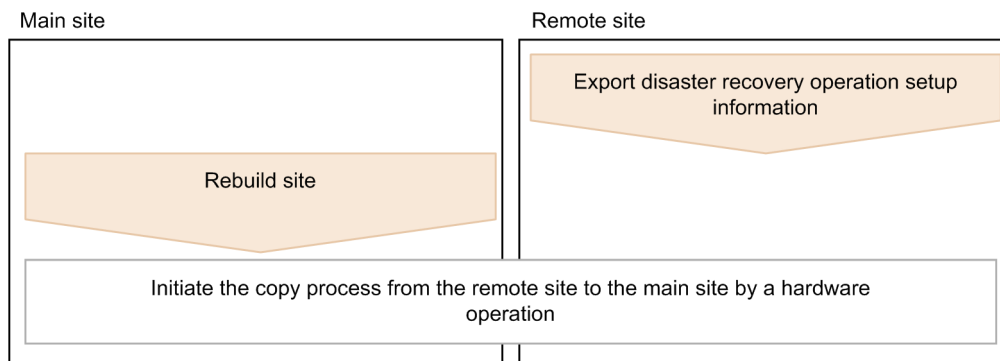 Main site
Remote site
Export disaster recovery operation setup
information
Rebuild site
Initiate the copy process from the remote site to the main site by a hardware
operation